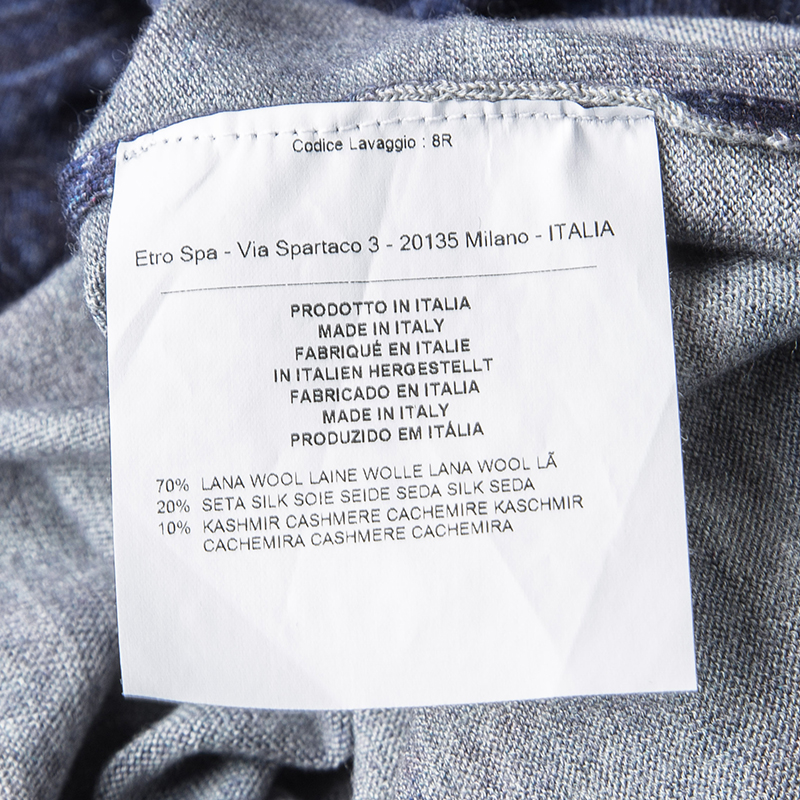 Codice Lavaggio : 8R
Etro Spa - Via Spartaco 3 - 20135 Milano - ITALIA
PRODOTTO IN ITALIA
MADE IN ITALY
FABRIQUÉ EN ITALIE
IN ITALIEN HERGESTELLT
FABRICADO EN ITALIA
MADE IN ITALY
PRODUZIDO EM ITÁLIA
70% LANA WOOL LAINE WOLLE LANA WOOL LÃ
20% SETA SILK SOIE SEIDE SEDA SILK SEDA
10% KASHMIR CASHMERE CACHEMIRE KASCHMIR
CACHEMIRA CASHMERE CACHEMIRA